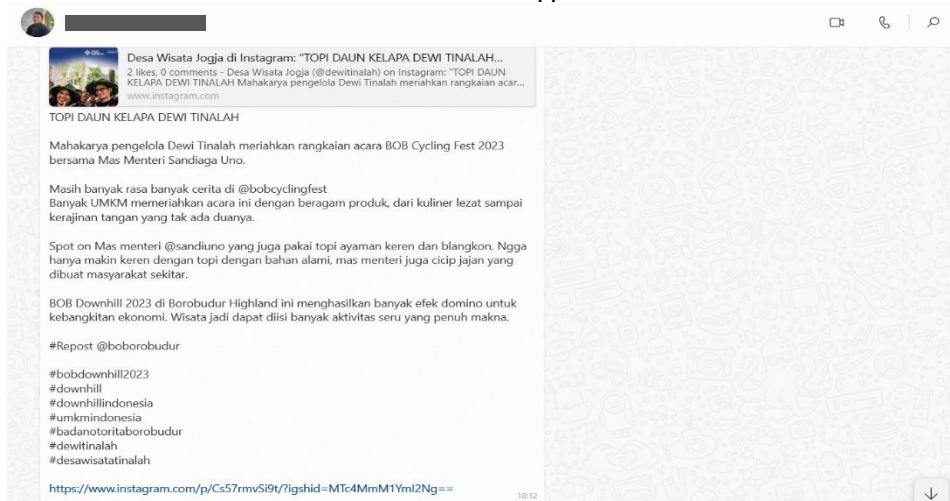 Desa Wisata Jogja di Instagram: "TOPI DAUN KELAPA DEWI TINALAH...
2 likes, 0 comments - Desa Wisata Jogja (@dewitinalah) on Instagram: "TOPI DAUN
KELAPA DEWI TINALAH Mahakarya pengelola Dewi Tinalah meriahkan rangkaian acar...
www.instagram.com
TOPI DAUN KELAPA DEWI TINALAH
Mahakarya pengelola Dewi Tinalah meriahkan rangkaian acara BOB Cycling Fest 2023
bersama Mas Menteri Sandiaga Uno.
Masih banyak rasa banyak cerita di @bobcyclingfest
Banyak UMKM memeriahkan acara ini dengan beragam produk, dari kuliner lezat sampai
kerajinan tangan yang tak ada duanya.
Spot on Mas menteri @sandiuno yang juga pakai topi ayaman keren dan blangkon. Ngga
hanya makin keren dengan topi dengan bahan alami, mas menteri juga cicip jajan yang
dibuat masyarakat sekitar.
BOB Downhill 2023 di Borobudur Highland ini menghasilkan banyak efek domino untuk
kebangkitan ekonomi. Wisata jadi dapat diisi banyak aktivitas seru yang penuh makna.
#Repost @boborobudur
#bobdownhill2023
#downhill
#downhillindonesia
#umkmindonesia
#badanotoritaborobudur
#dewitinalah
#desawisatatinalah
https://www.instagram.com/p/Cs57rmvSi9t/?igshid=MTc4MmM1YmI2Ng==
18:12